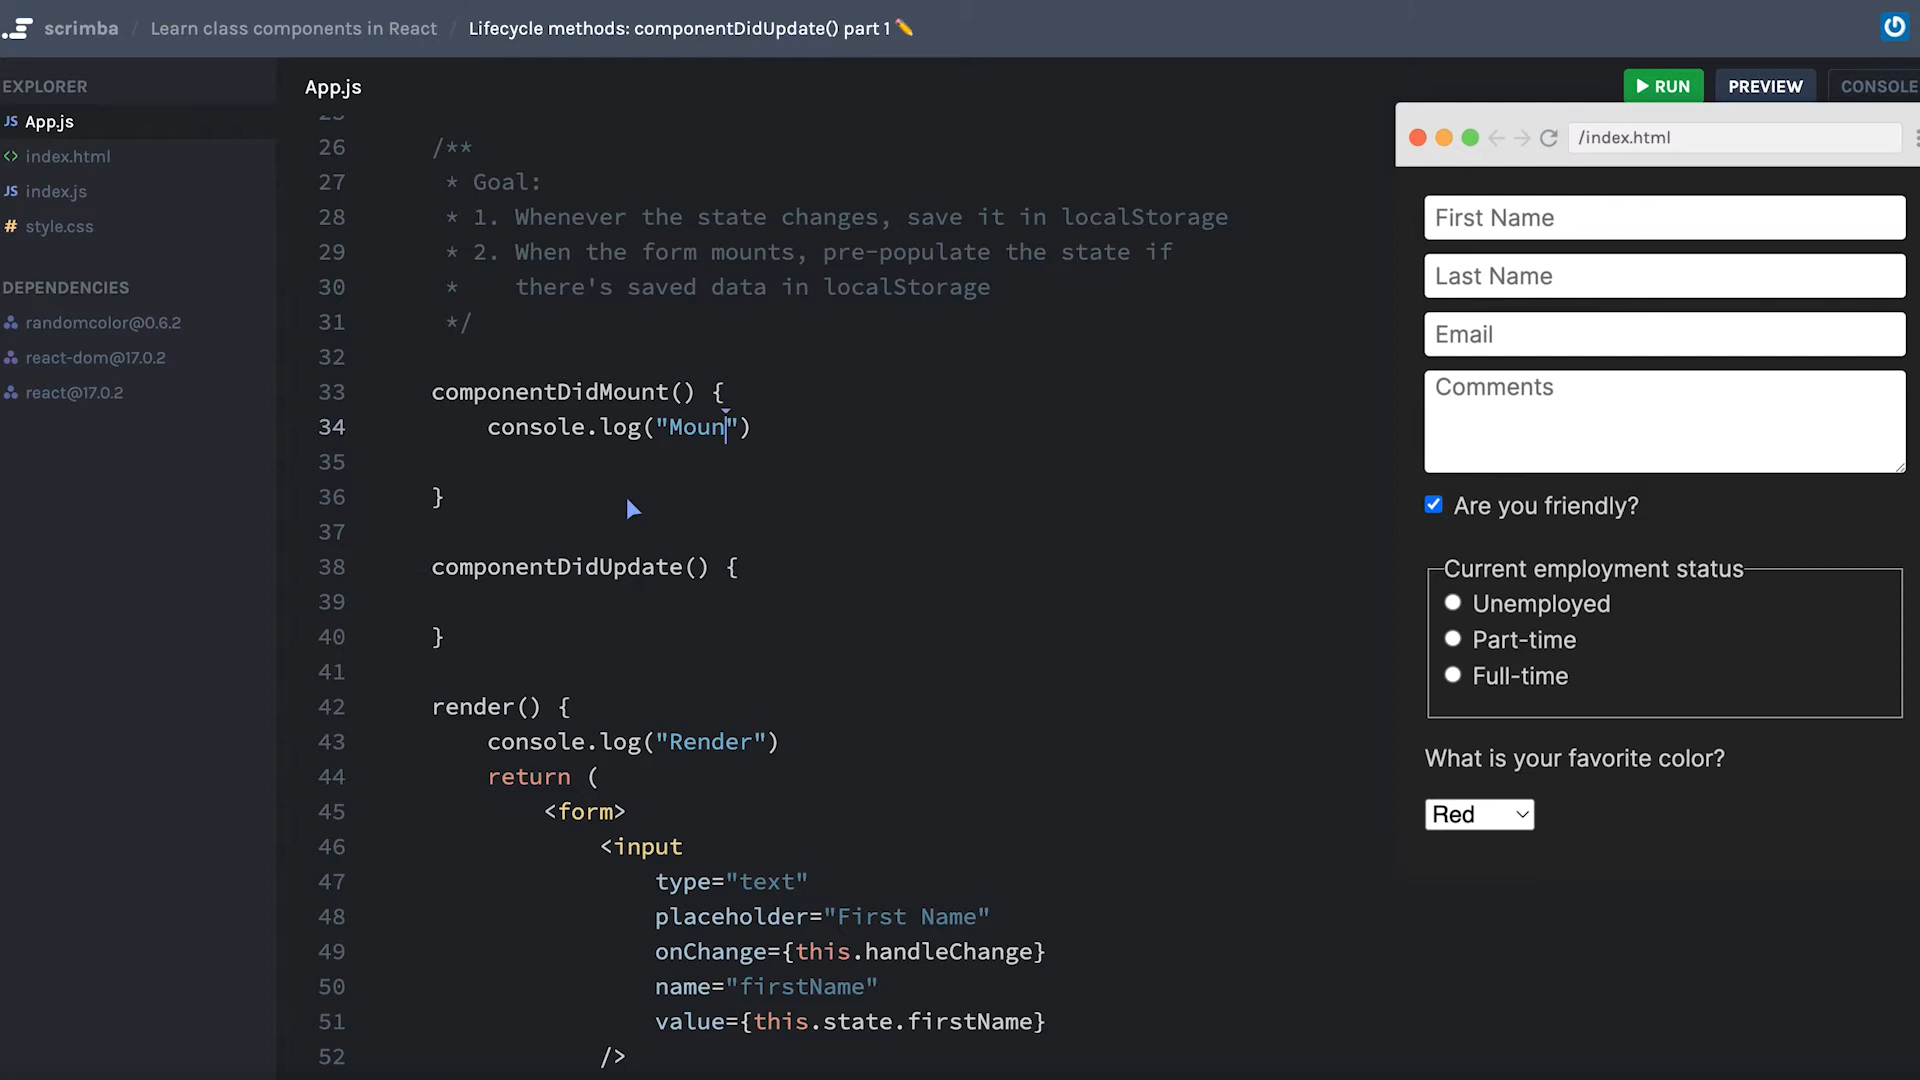 scrimba / Learn class components in React / Lifecycle methods: componentDidUpdate() part 1
EXPLORER
JS App.js
<> index.html
JS index.js
# style.css
DEPENDENCIES
randomcolor@0.6.2
react-dom@17.0.2
react@17.0.2
App.js
RUN
PREVIEW
CONSOLE
26 /**
27 * Goal:
28 * 1. Whenever the state changes, save it in localStorage
29 * 2. When the form mounts, pre-populate the state if
30 * there's saved data in localStorage
31 */
32
33 componentDidMount() {
34 console.log("Moun")
35
36 }
37
38 componentDidUpdate() {
39
40 }
41
42 render() {
43 console.log("Render")
44 return (
45 <form>
46 <input
47 type="text"
48 placeholder="First Name"
49 onChange={this.handleChange}
50 name="firstName"
51 value={this.state.firstName}
52 />
/index.html
First Name
Last Name
Email
Comments
Are you friendly?
Current employment status
Unemployed
Part-time
Full-time
What is your favorite color?
Red